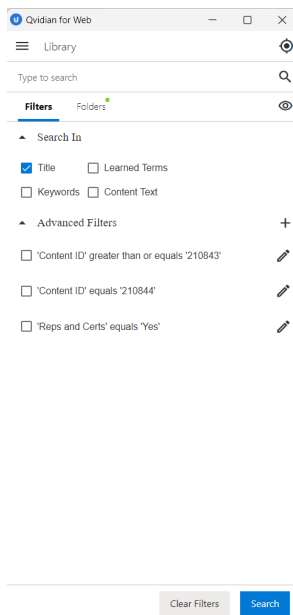 Qvidian for Web
Library
Type to search
Filters Folders
Search In
Title Learned Terms
Keywords Content Text
Advanced Filters
'Content ID' greater than or equals '210843'
'Content ID' equals '210844'
'Reps and Certs' equals 'Yes'
Clear Filters Search